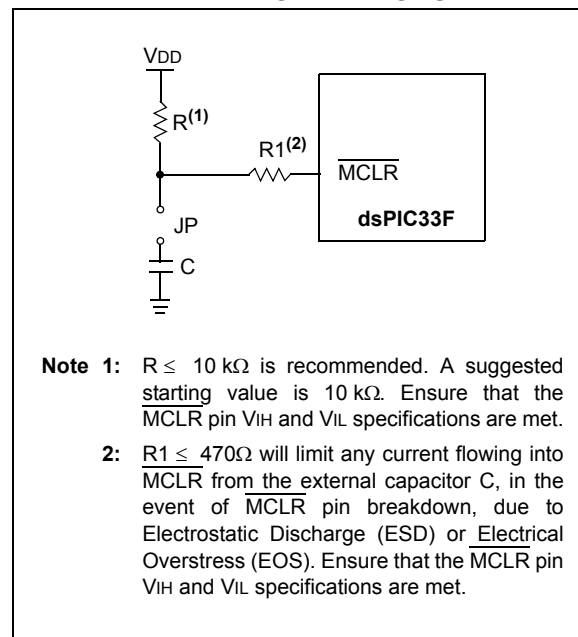 VDD
R(1)
R1(2)
MCLR
dsPIC33F
JP
C
Note 1: R ≤ 10 kΩ is recommended. A suggested
starting value is 10 kΩ. Ensure that the
MCLR pin VIH and VIL specifications are met.
2: R1 ≤ 470Ω will limit any current flowing into
MCLR from the external capacitor C, in the
event of MCLR pin breakdown, due to
Electrostatic Discharge (ESD) or Electrical
Overstress (EOS). Ensure that the MCLR pin
VIH and VIL specifications are met.